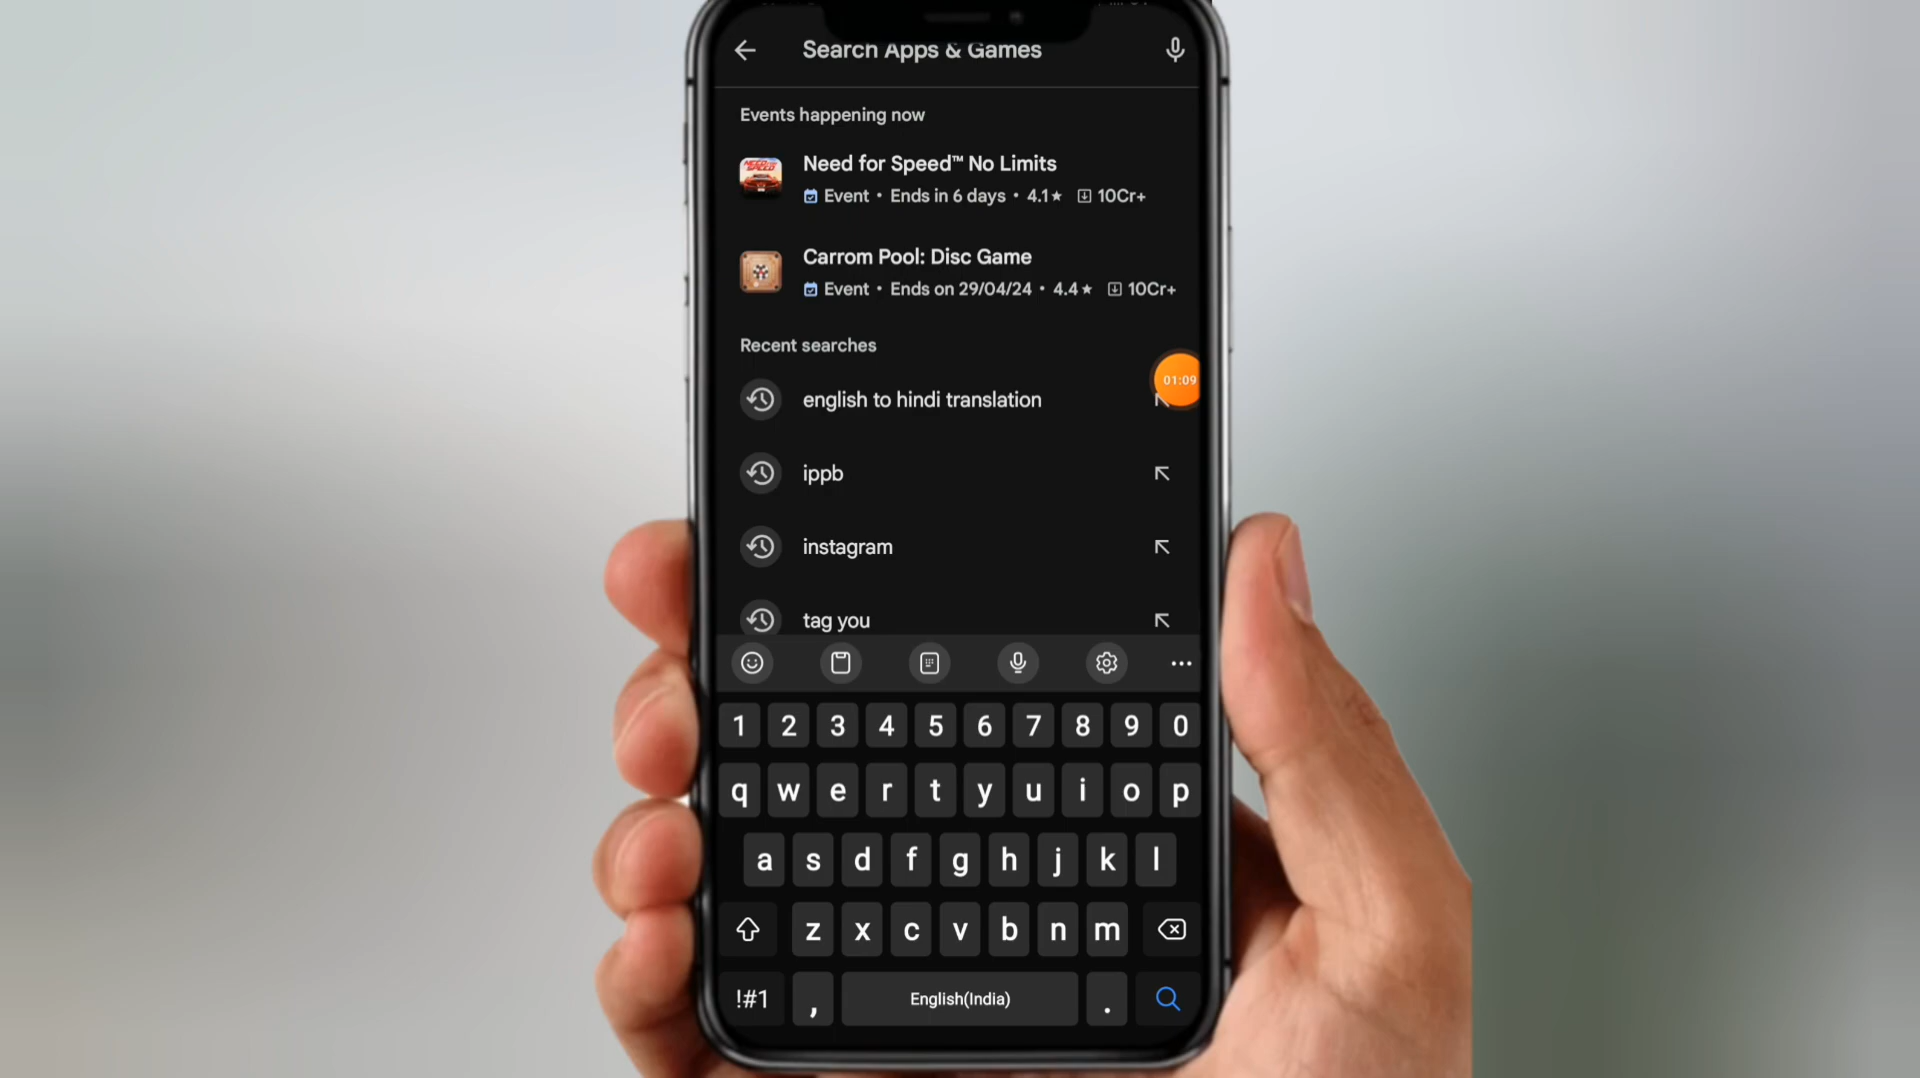 Search Apps & Games
Events happening now
Need for Speed™ No Limits
Event • Ends in 6 days • 4.1★ 10Cr+
Carrom Pool: Disc Game
Event • Ends on 29/04/24 • 4.4★ 10Cr+
Recent searches
01:09
english to hindi translation
ippb
instagram
tag you
1 2 3 4 5 6 7 8 9 0
q w e r t y u i o p
a s d f g h j k l
z x c v b n m
!#1 , English(India) .